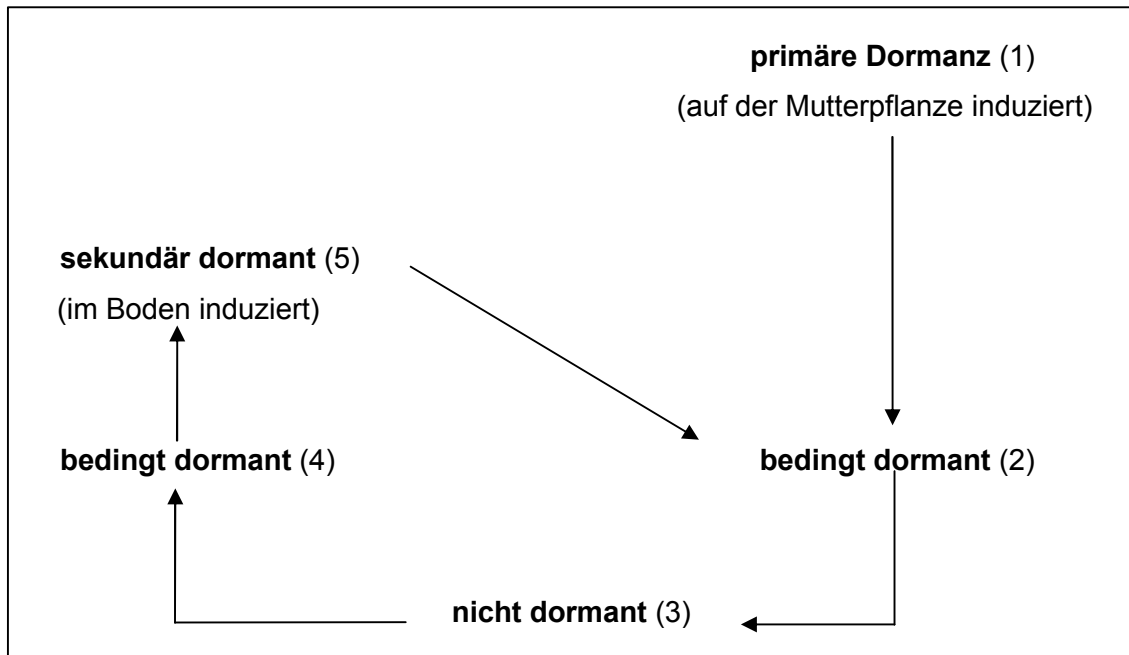 primäre Dormanz (1)
(auf der Mutterpflanze induziert)
sekundär dormant (5)
(im Boden induziert)
bedingt dormant (4)
bedingt dormant (2)
nicht dormant (3)